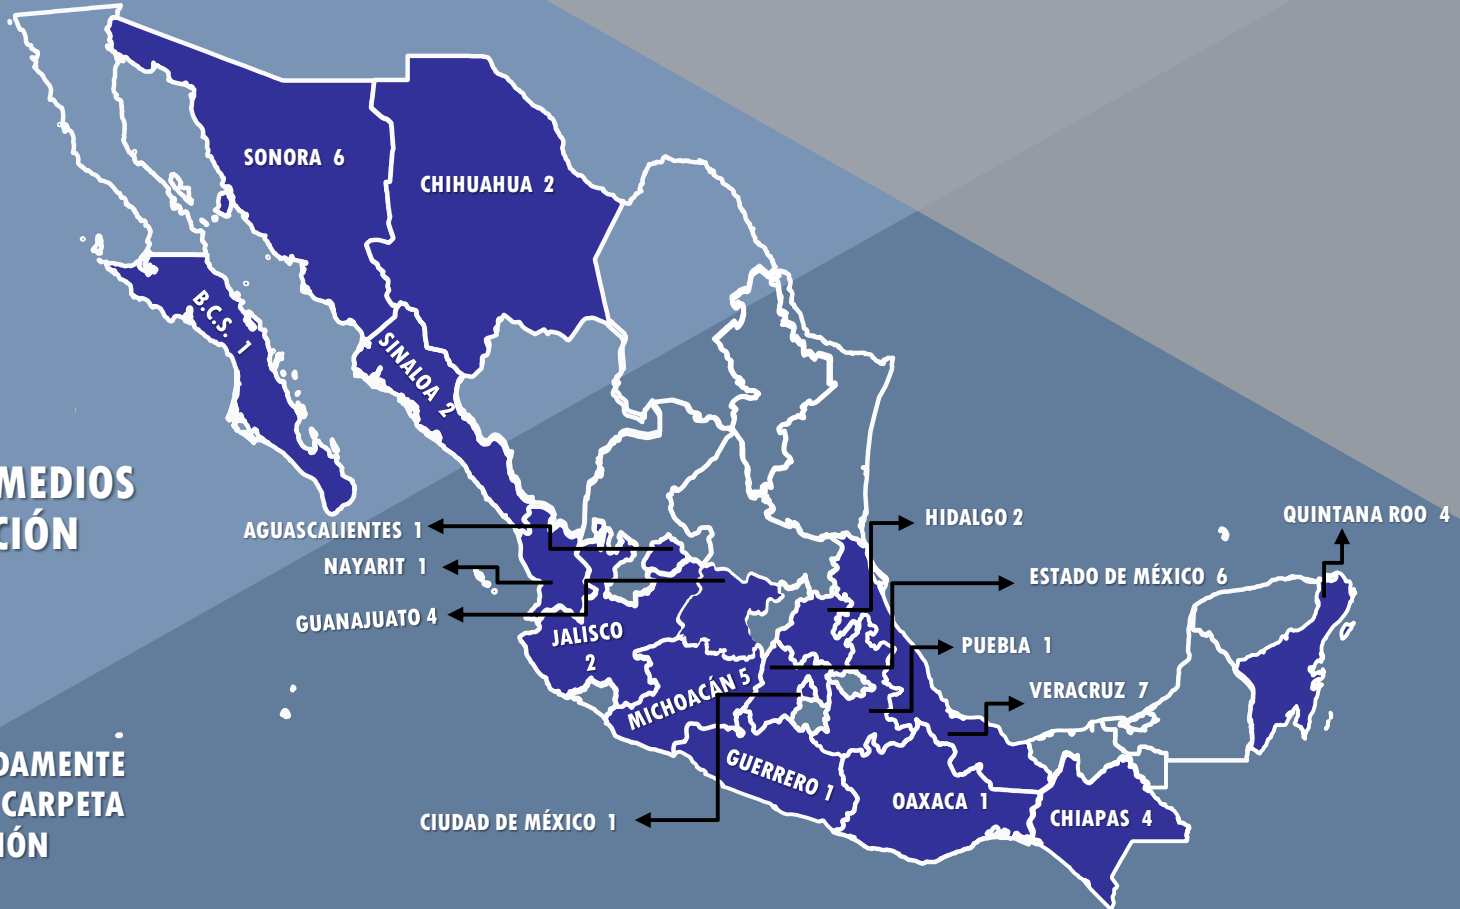 SONORA 6
CHIHUAHUA 2
B.C.S. 1
SINALOA 2
MEDIOS
CIÓN
AGUASCALIENTES 1
NAYARIT 1
GUANAJUATO 4
JALISCO
2
MICHOACÁN 5
GUERRERO 1
CIUDAD DE MÉXICO 1
OAXACA 1
CHIAPAS 4
HIDALGO 2
QUINTANA ROO 4
ESTADO DE MÉXICO 6
PUEBLA 1
VERACRUZ 7
DAMENTE
CARPETA
IÓN